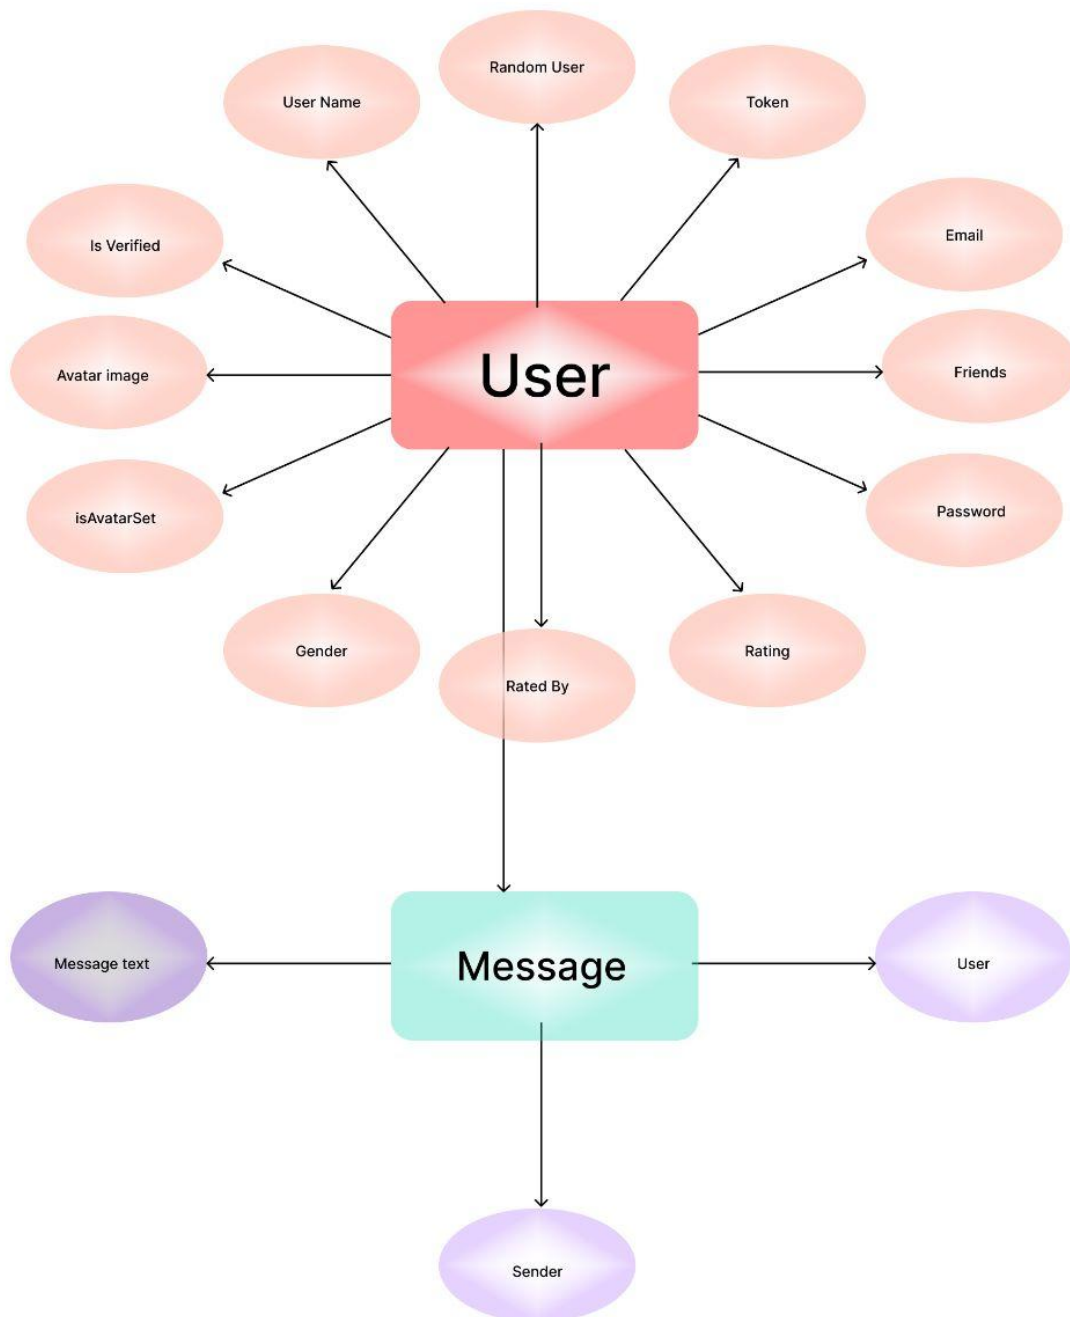 Random User
User Name
Token
Email
Is Verified
User
Avatar image
Friends
isAvatarSet
Password
Gender
Rating
Rated By
Message text
Message
User
Sender